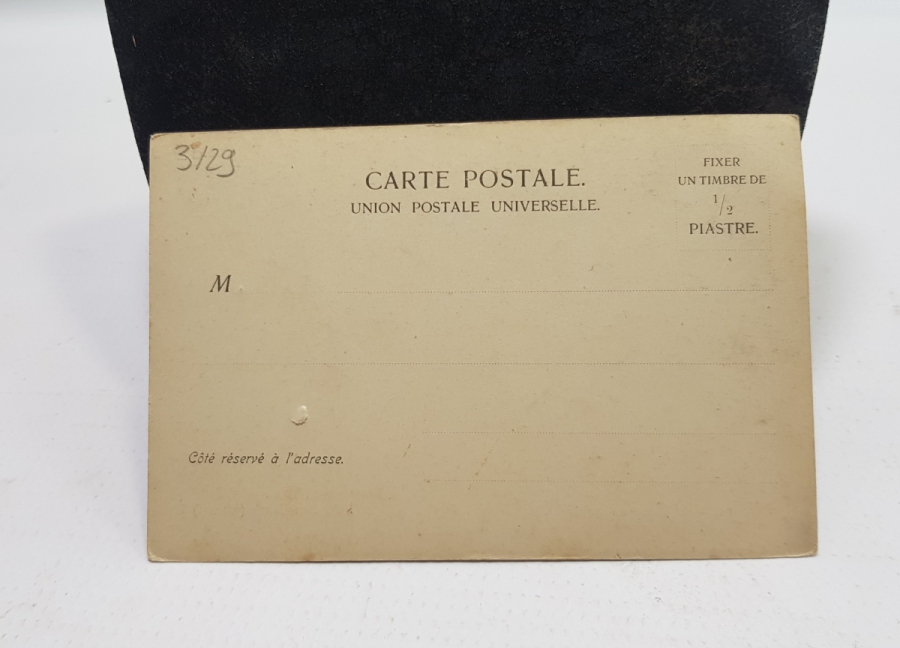 3/29
CARTE POSTALE.
UNION POSTALE UNIVERSELLE.
FIXER
UN TIMBRE DE
1/2
PIASTRE.
M
Côté réservé à l'adresse.